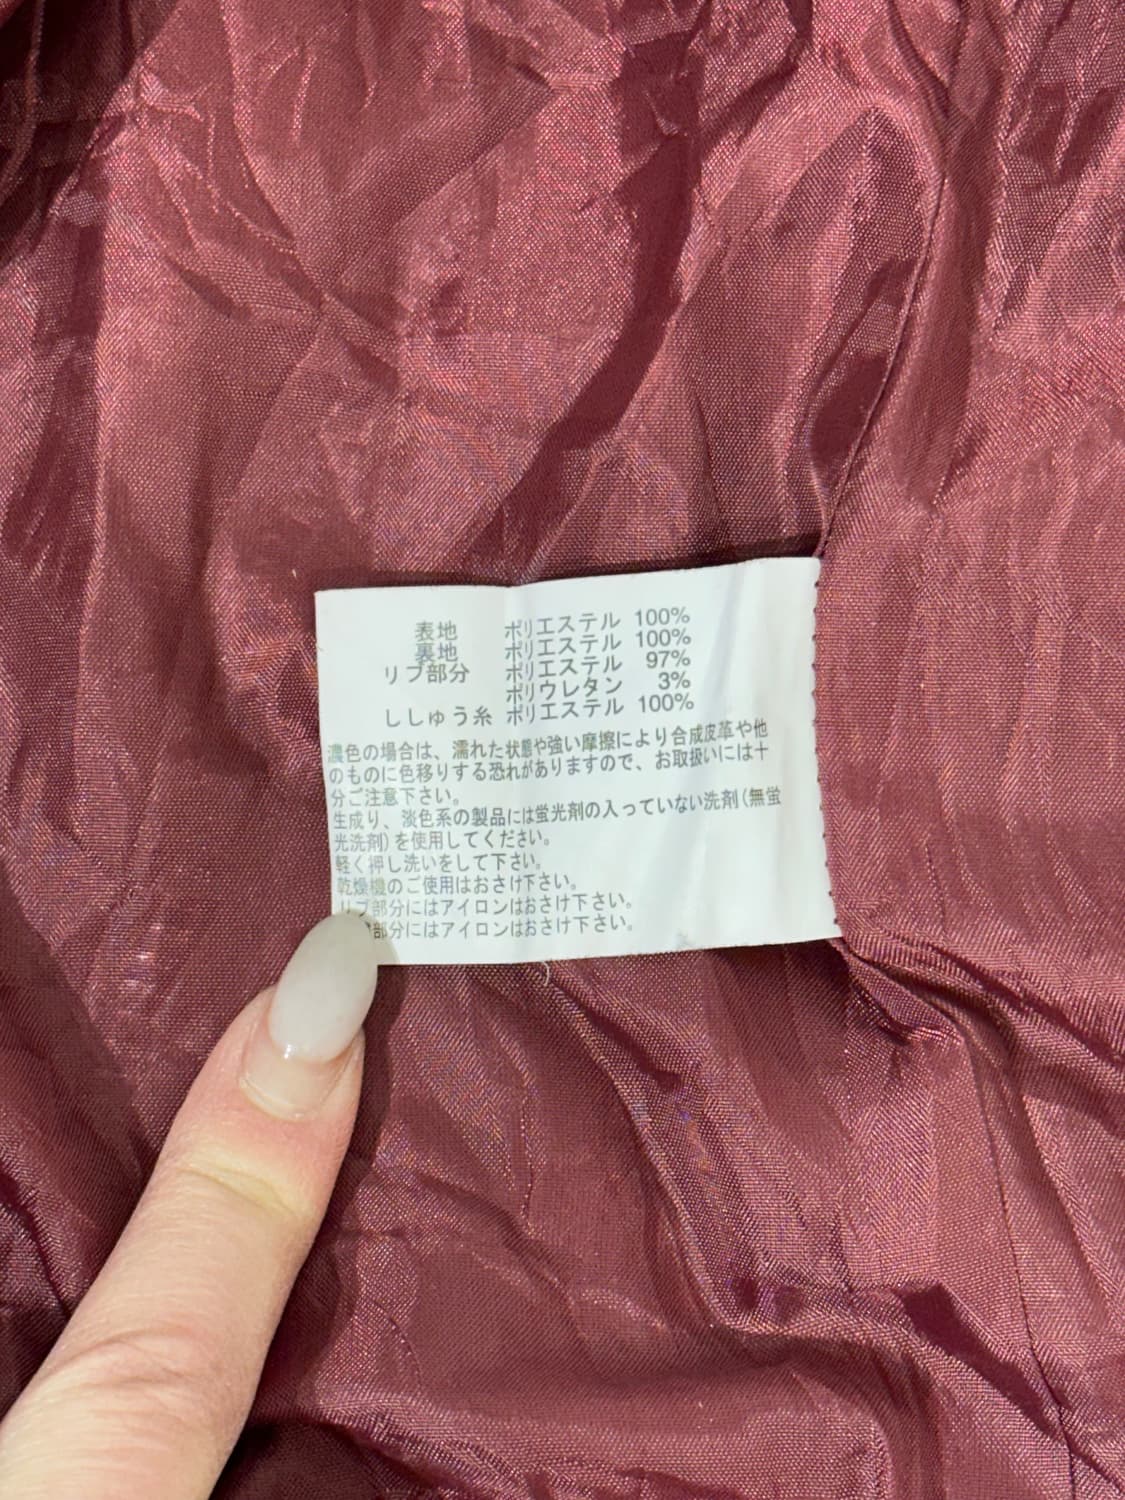 表地 ポリエステル 100%
裏地 ポリエステル 100%
リブ部分 ポリエステル 97%
ポリウレタン 3%
ししゅう糸 ポリエステル 100%
濃色の場合は、濡れた状態や強い摩擦により合成皮革や他
のものに色移りする恐れがありますので、お取扱いには十
分ご注意下さい。
生成り、淡色系の製品には蛍光剤の入っていない洗剤(無蛍
光洗剤)を使用してください。
軽く押し洗いをして下さい。
乾燥機のご使用はおさけ下さい。
リブ部分にはアイロンはおさけ下さい。
部分にはアイロンはおさけ下さい。